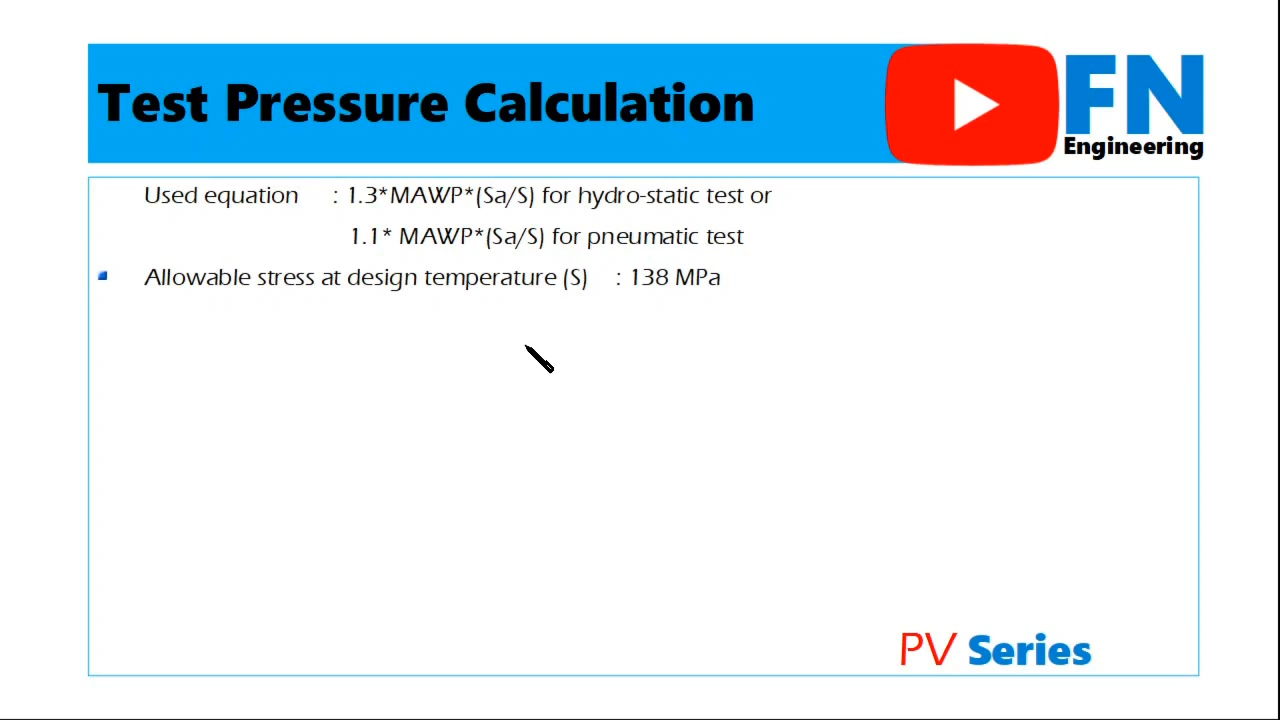 Test Pressure Calculation
FN
Engineering
Used equation : 1.3*MAWP*(Sa/S) for hydro-static test or
1.1* MAWP*(Sa/S) for pneumatic test
Allowable stress at design temperature (S) : 138 MPa
PV Series